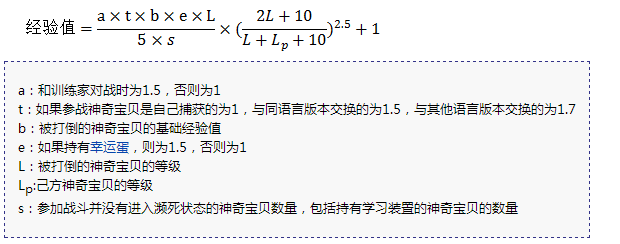 经验值 = a × t × b × e × L / 5 × s × (2L + 10 / L + Lp + 10)^2.5 + 1
a：和训练家对战时为1.5，否则为1
t：如果参战神奇宝贝是自己捕获的为1，与同语言版本交换的为1.5，与其他语言版本交换的为1.7
b：被打倒的神奇宝贝的基础经验值
e：如果持有幸运蛋，则为1.5，否则为1
L：被打倒的神奇宝贝的等级
Lp:己方神奇宝贝的等级
s：参加战斗并没有进入濒死状态的神奇宝贝数量，包括持有学习装置的神奇宝贝的数量